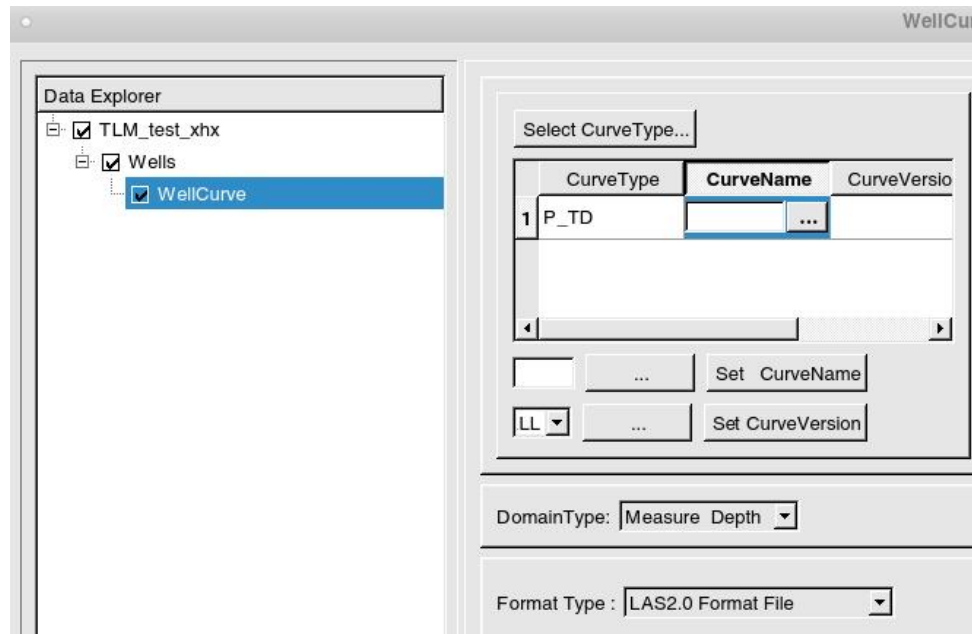 WellCur
Data Explorer
TLM_test_xhx
Wells
WellCurve
Select CurveType...
CurveType CurveName CurveVersio
1 P_TD ...
... Set CurveName
LL ... Set CurveVersion
DomainType: Measure Depth
Format Type : LAS2.0 Format File